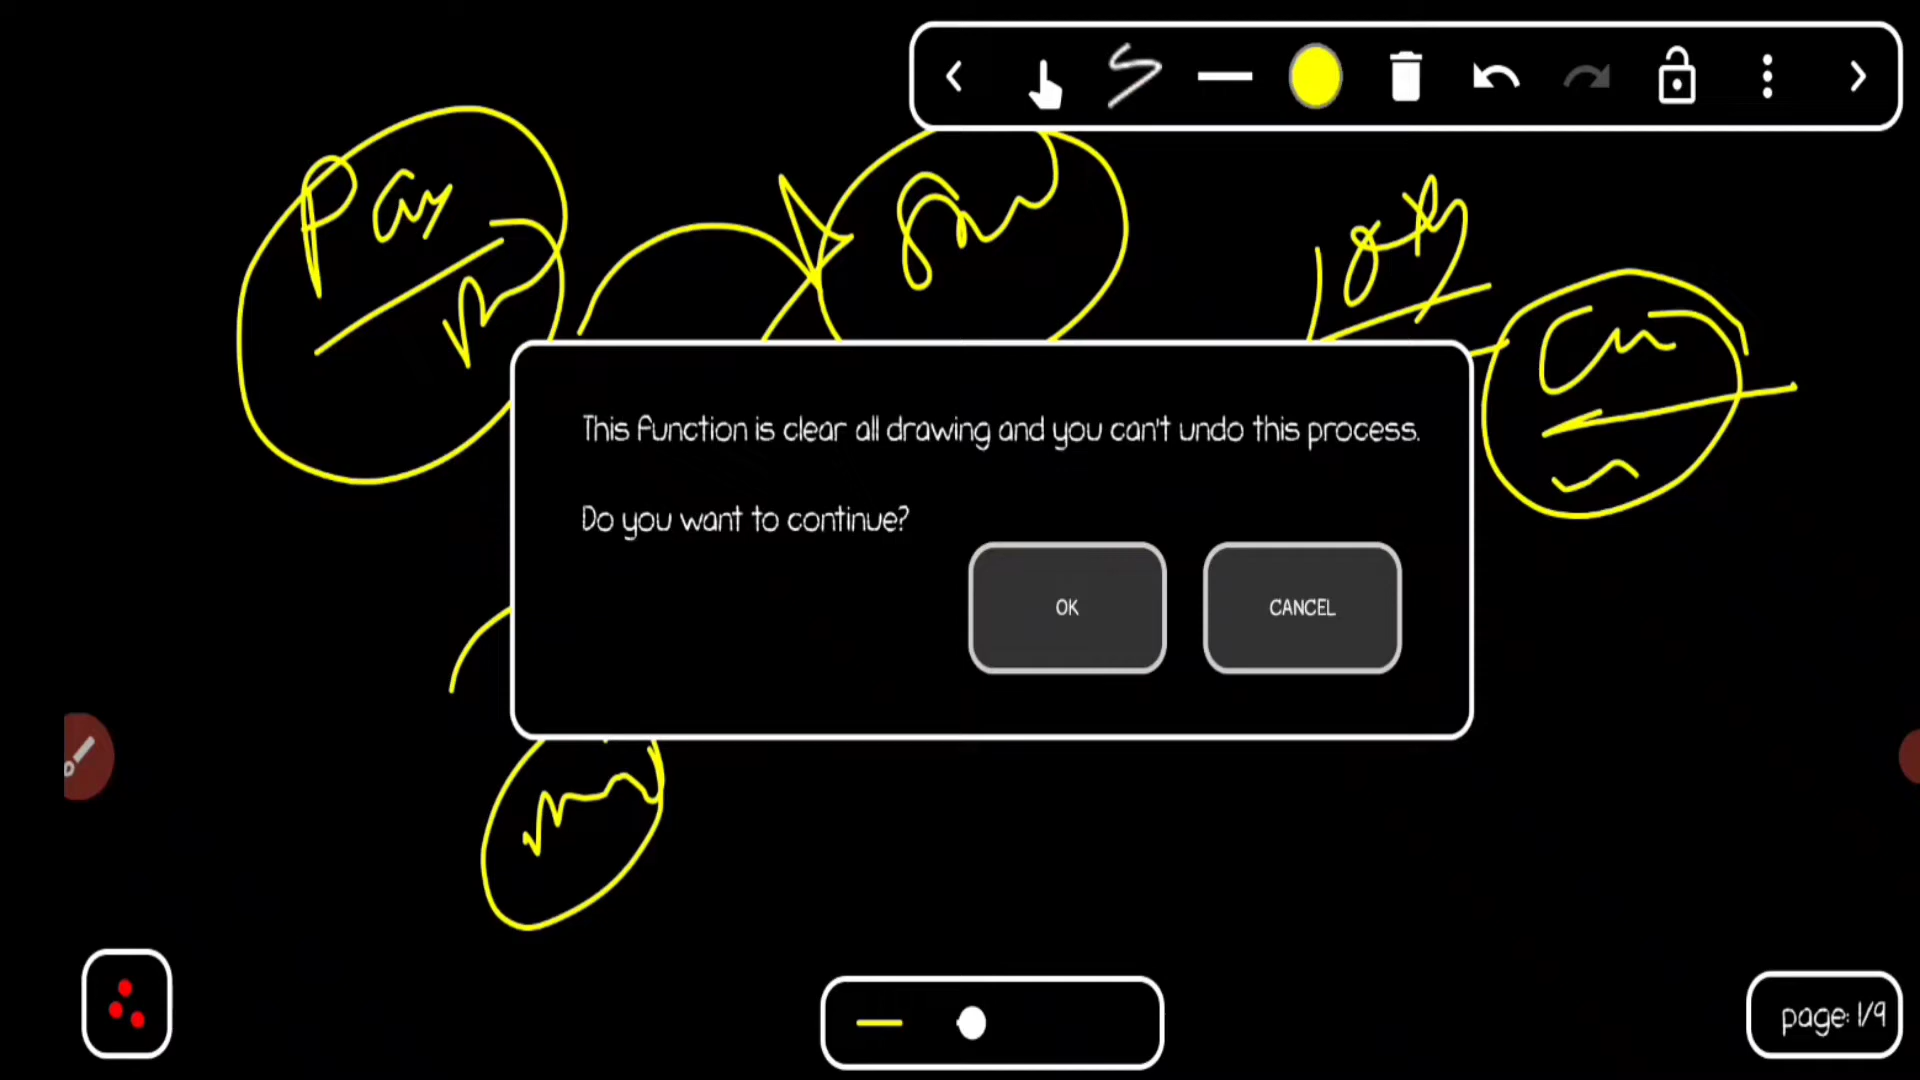 Pay
This function is clear all drawing and you can't undo this process.
Do you want to continue?
OK
CANCEL
page: 1/9